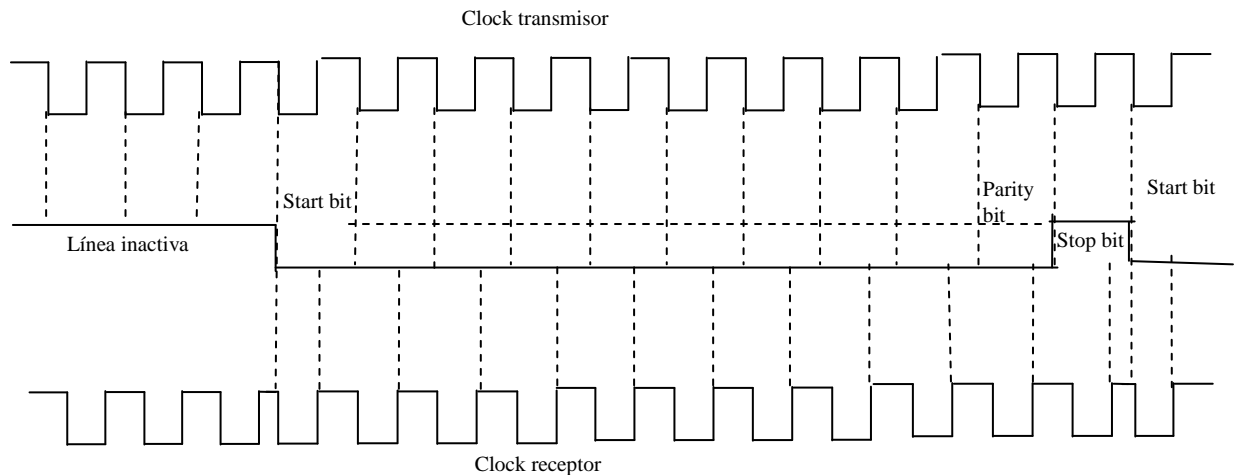 Clock transmisor
Start bit
Parity
bit
Start bit
Línea inactiva
Stop bit
Clock receptor